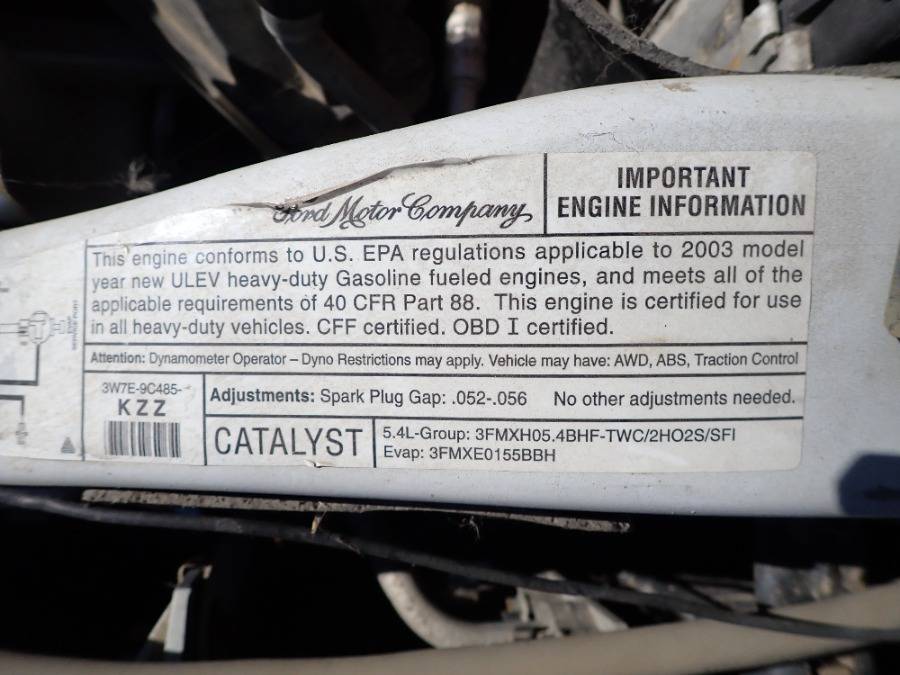 Ford Motor Company
IMPORTANT
ENGINE INFORMATION
This engine conforms to U.S. EPA regulations applicable to 2003 model
year new ULEV heavy-duty Gasoline fueled engines, and meets all of the
applicable requirements of 40 CFR Part 88. This engine is certified for use
in all heavy-duty vehicles. CFF certified. OBD I certified.
Attention: Dynamometer Operator – Dyno Restrictions may apply. Vehicle may have: AWD, ABS, Traction Control
3W7E-9C485-
KZZ
Adjustments: Spark Plug Gap: .052-.056 No other adjustments needed.
CATALYST
5.4L-Group: 3FMXH05.4BHF-TWC/2HO2S/SFI
Evap: 3FMXE0155BBH